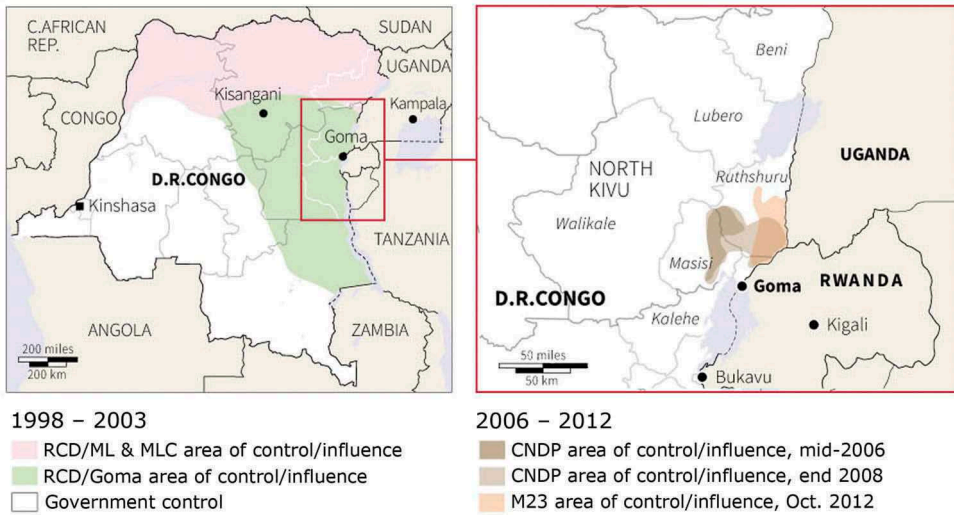 C.AFRICAN
REP.
SUDAN
UGANDA
Kisangani
Kampala
CONGO
Goma
D.R.CONGO
Kinshasa
TANZANIA
ANGOLA
ZAMBIA
200 miles
200 km
Beni
Lubero
UGANDA
NORTH
KIVU
Ruthshuru
Walikale
Masisi
RWANDA
Goma
D.R.CONGO
Kalehe
Kigali
50 miles
50 km
Bukavu
1998 – 2003
RCD/ML & MLC area of control/influence
RCD/Goma area of control/influence
Government control
2006 – 2012
CNDP area of control/influence, mid-2006
CNDP area of control/influence, end 2008
M23 area of control/influence, Oct. 2012